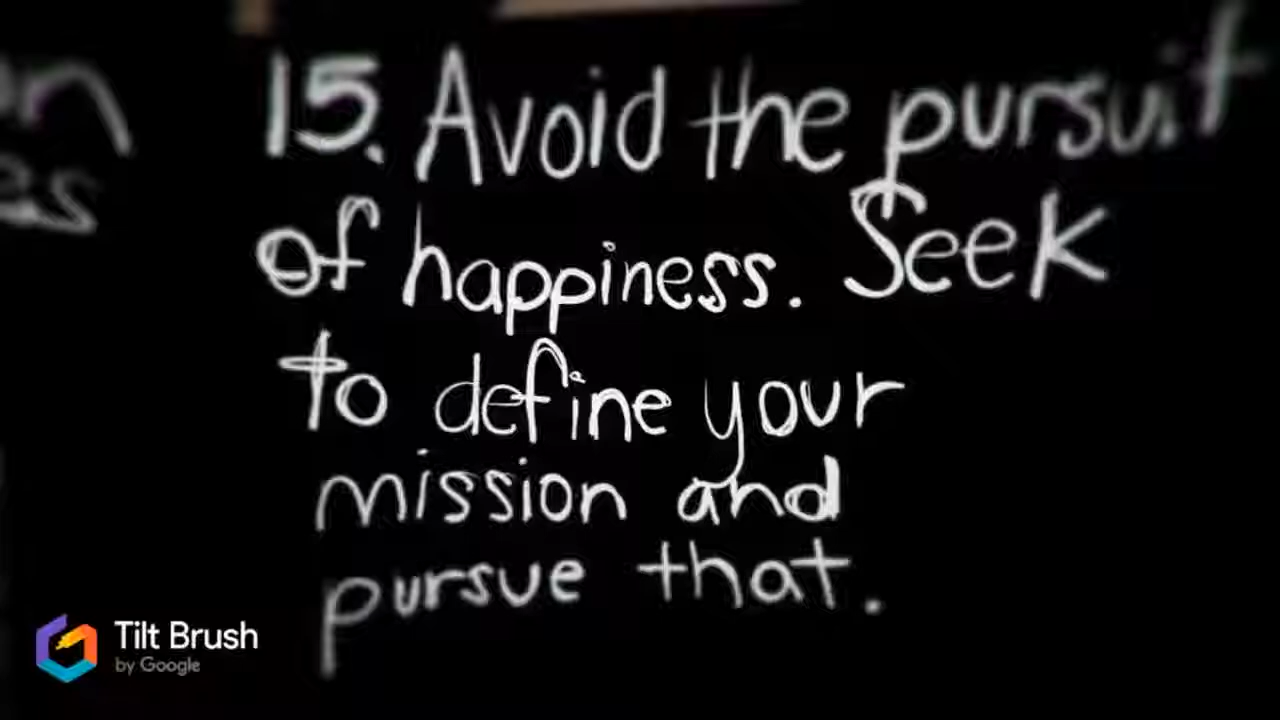 15. Avoid the pursuit
of happiness. Seek
to define your
mission and
pursue that.
Tilt Brush
by Google